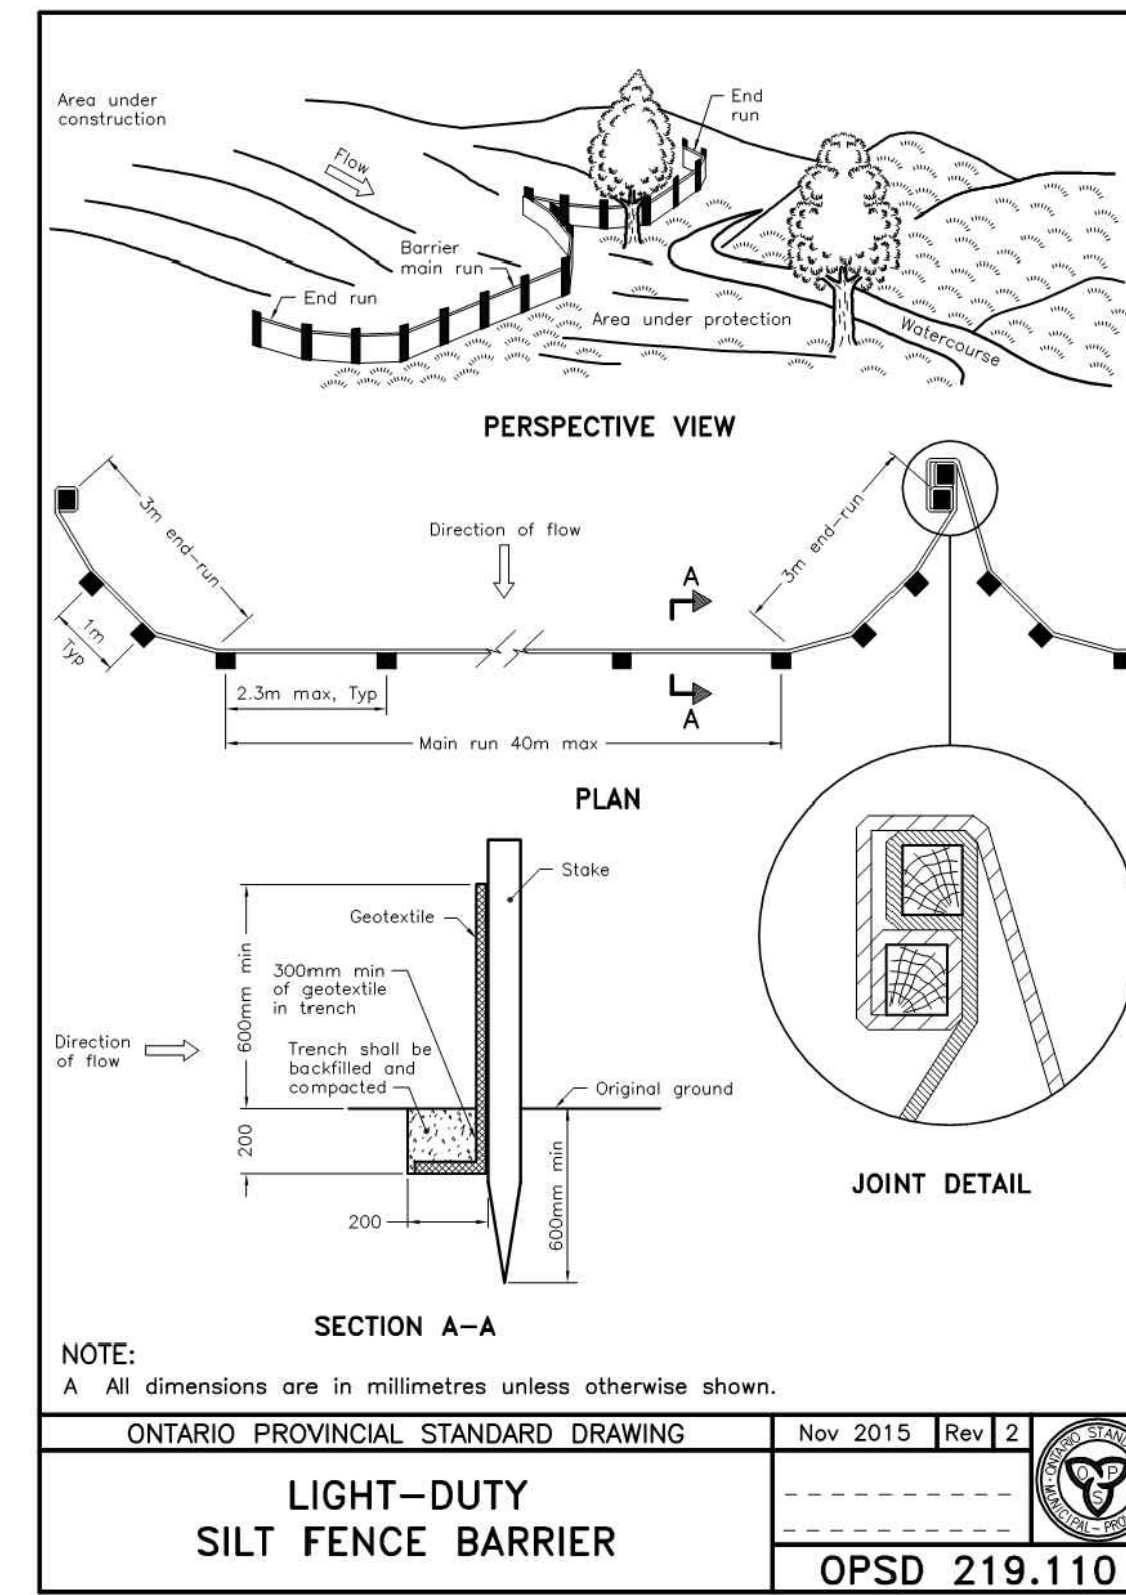 Area under
construction
Flow
End
run
Barrier
main run
End run
Area under protection
Watercourse
PERSPECTIVE VIEW
3m end-run
1m
Typ
Direction of flow
3m end-run
A
A
2.3m max, Typ
Main run 40m max
PLAN
Stake
Geotextile
600mm min
300mm min
of geotextile
in trench
Direction
of flow
Trench shall be
backfilled and
compacted
Original ground
200
200
600mm min
JOINT DETAIL
SECTION A-A
NOTE:
A All dimensions are in millimetres unless otherwise shown.
ONTARIO PROVINCIAL STANDARD DRAWING
Nov 2015
Rev
2
LIGHT-DUTY
SILT FENCE BARRIER
O P
S
OPSD 219.110